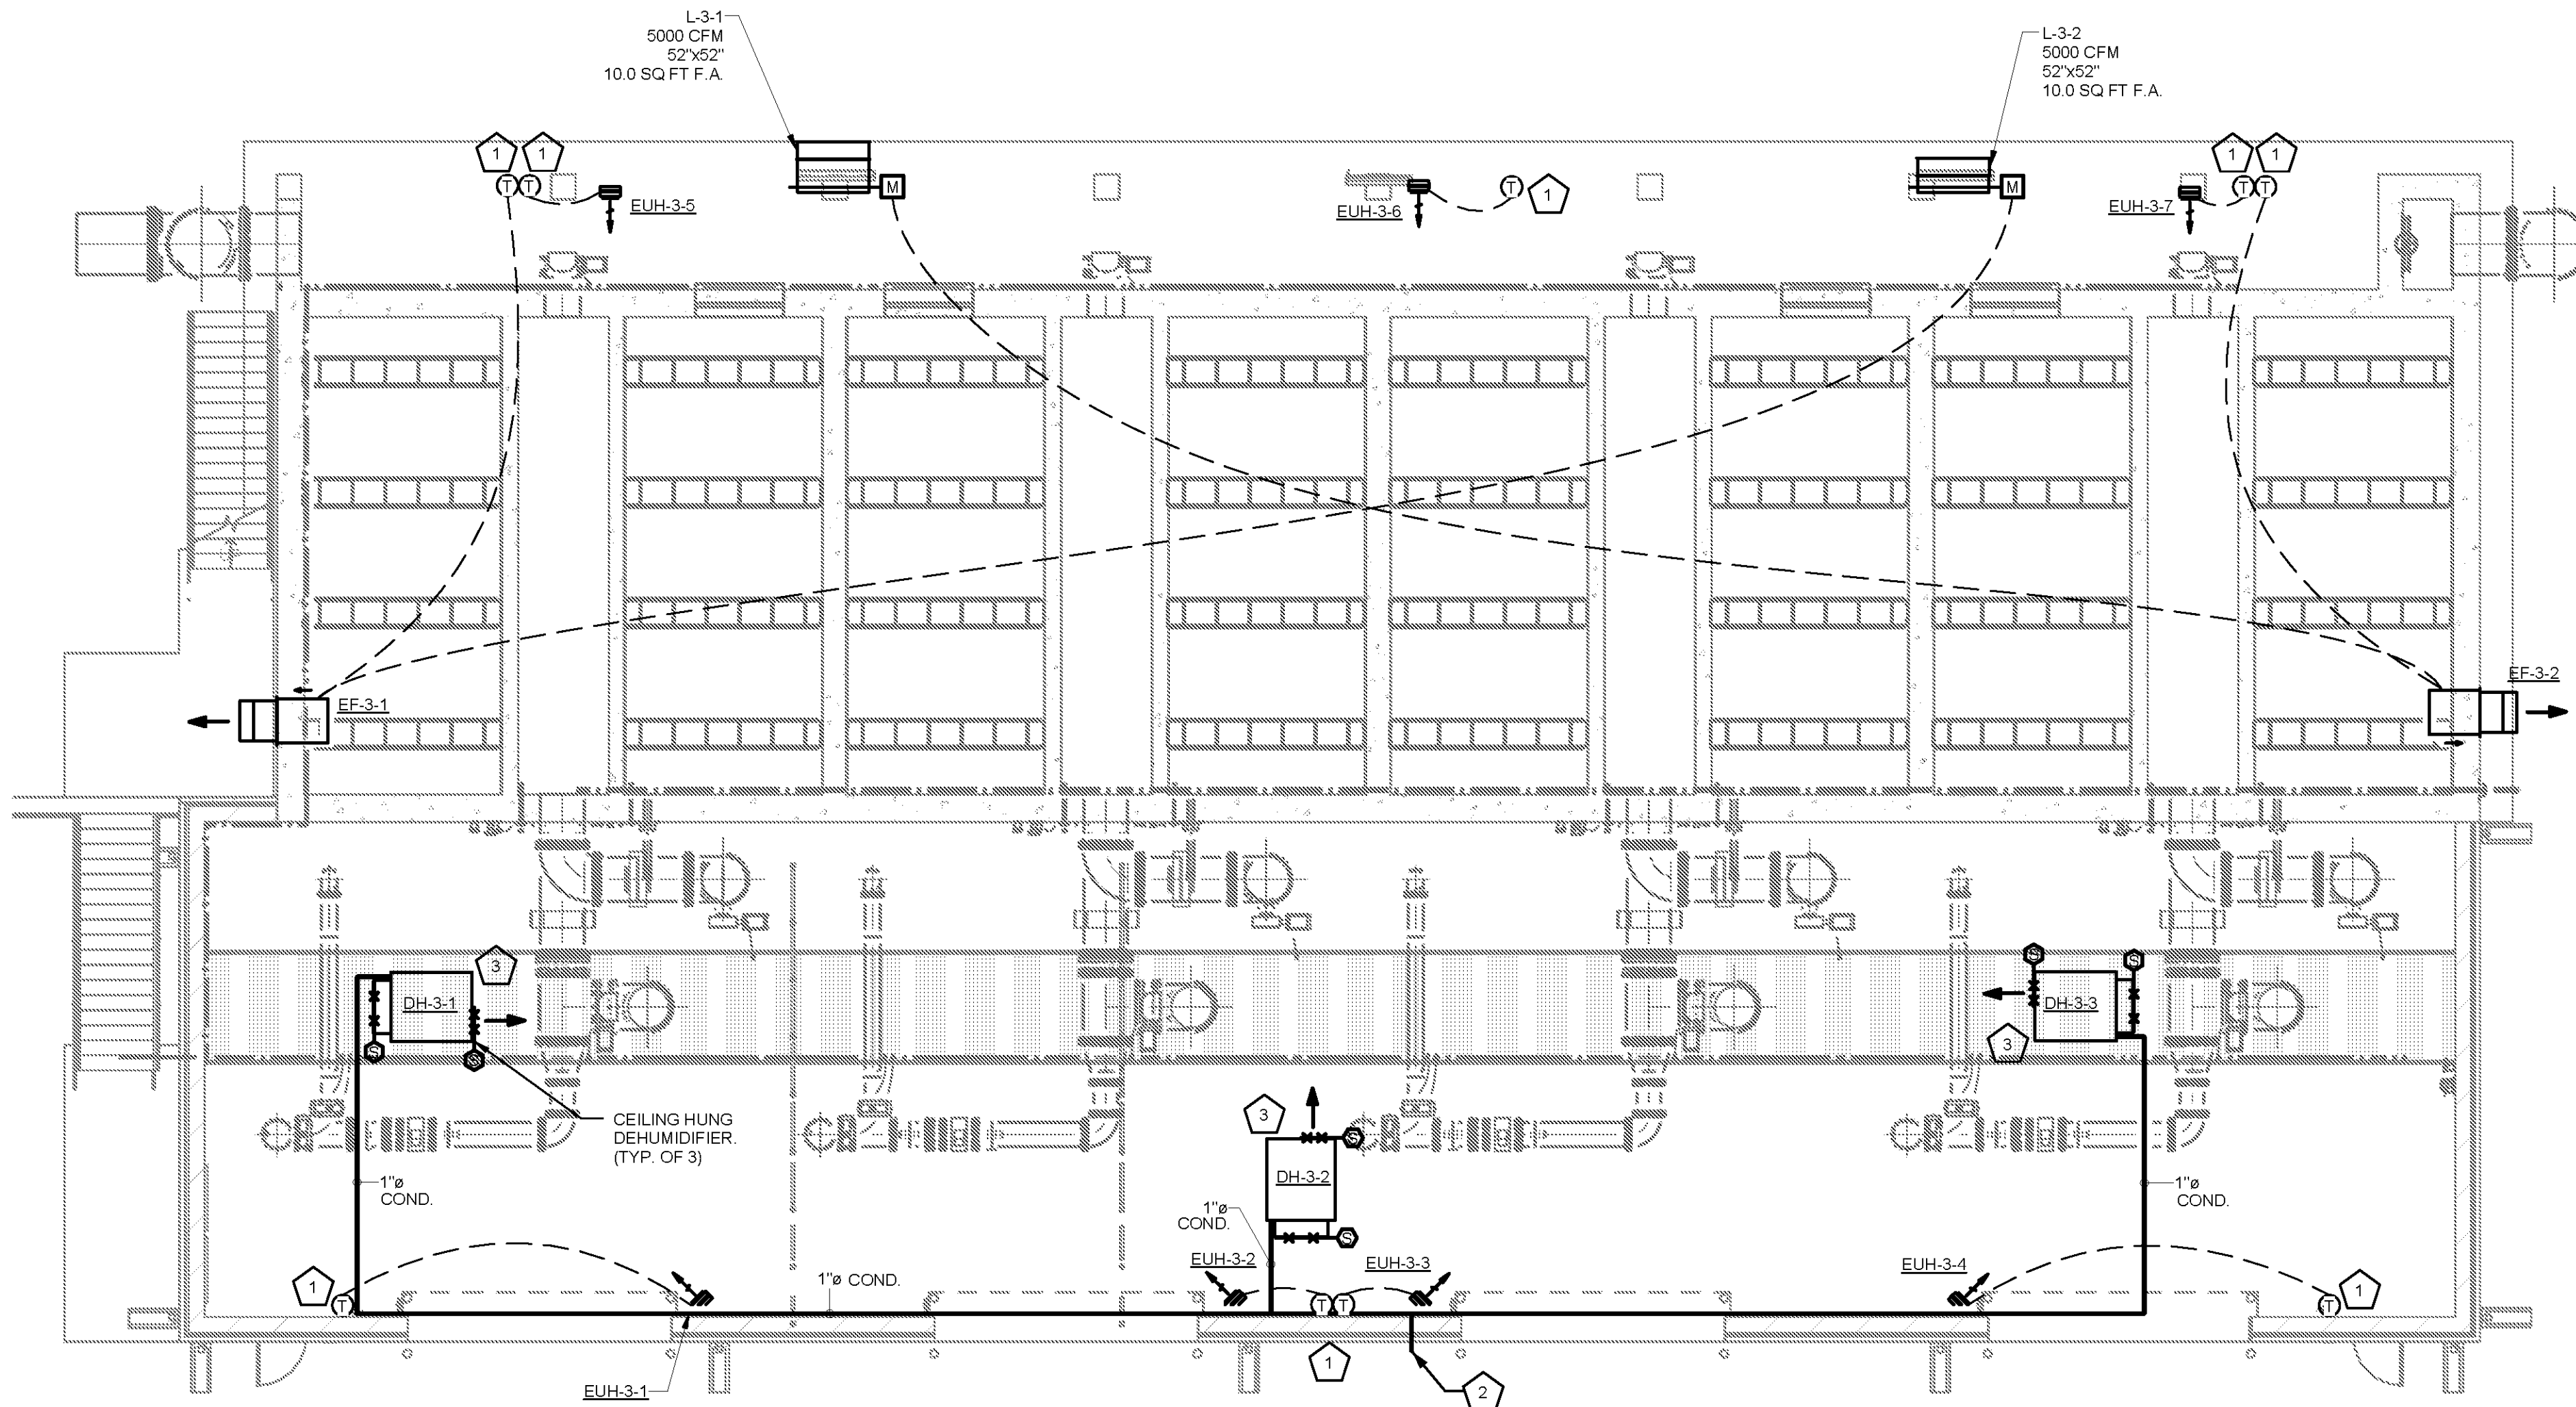 L-3-1
5000 CFM
52"x52"
10.0 SQ FT F.A.
L-3-2
5000 CFM
52"x52"
10.0 SQ FT F.A.
1
1
T
T
EUH-3-5
M
EUH-3-6
T
1
M
EUH-3-7
1
1
T
T
EF-3-1
EF-3-2
3
DH-3-1
S
S
CEILING HUNG
DEHUMIDIFIER.
(TYP. OF 3)
S
S
DH-3-3
3
3
S
DH-3-2
S
1"ø
COND.
1"ø
COND.
1"ø
COND.
1
T
1"ø COND.
EUH-3-2
EUH-3-3
T
T
EUH-3-4
1
T
EUH-3-1
1
2